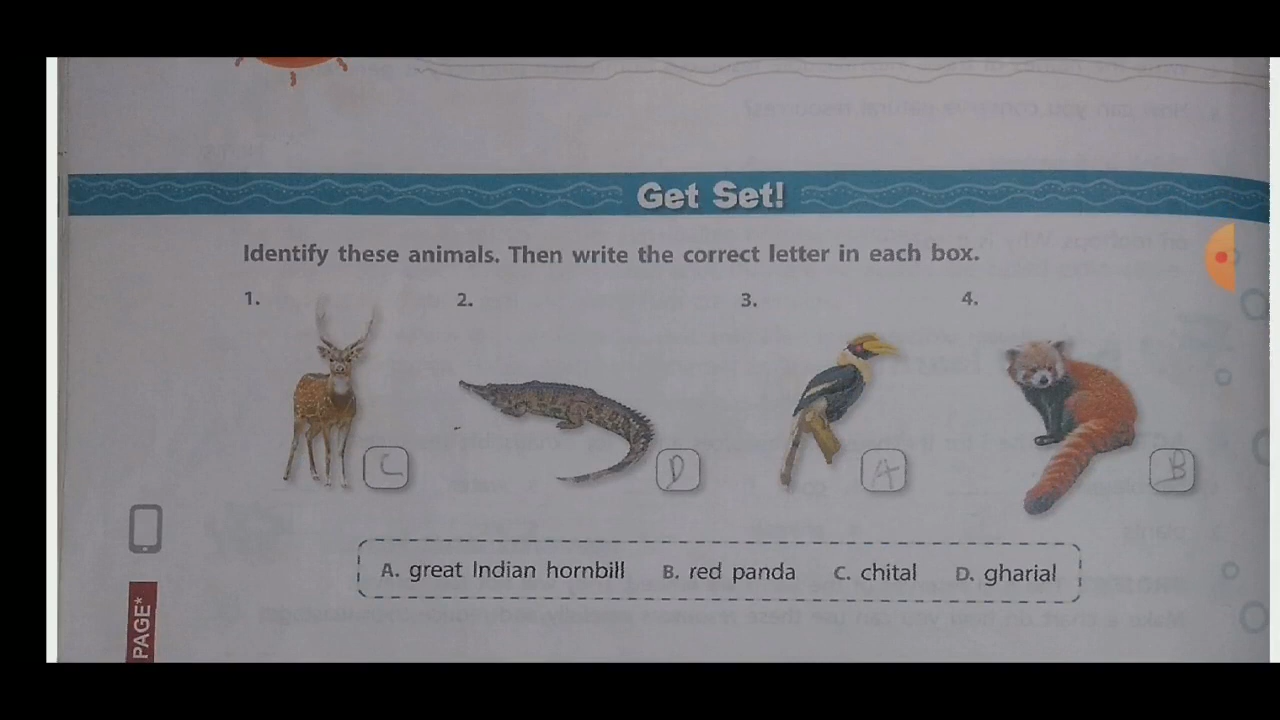 Get Set!
Identify these animals. Then write the correct letter in each box.
1. 2. 3. 4.
C D A B
A. great Indian hornbill B. red panda C. chital D. gharial
PAGE*